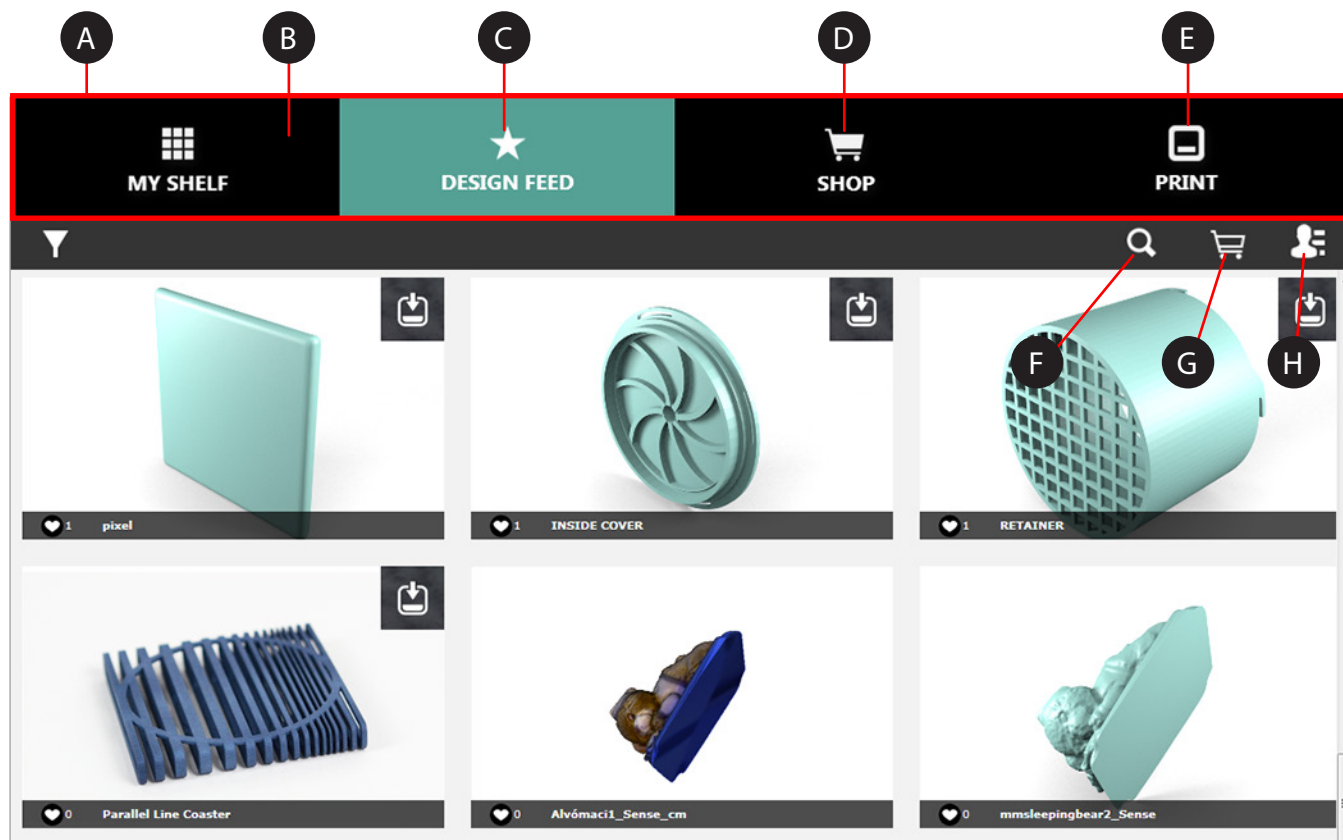 A B C D E
MY SHELF DESIGN FEED SHOP PRINT
F G H
1 pixel
1 INSIDE COVER
1 RETAINER
0 Parallel Line Coaster
0 Alvómaci1_Sense_cm
0 mmsleepingbear2_Sense